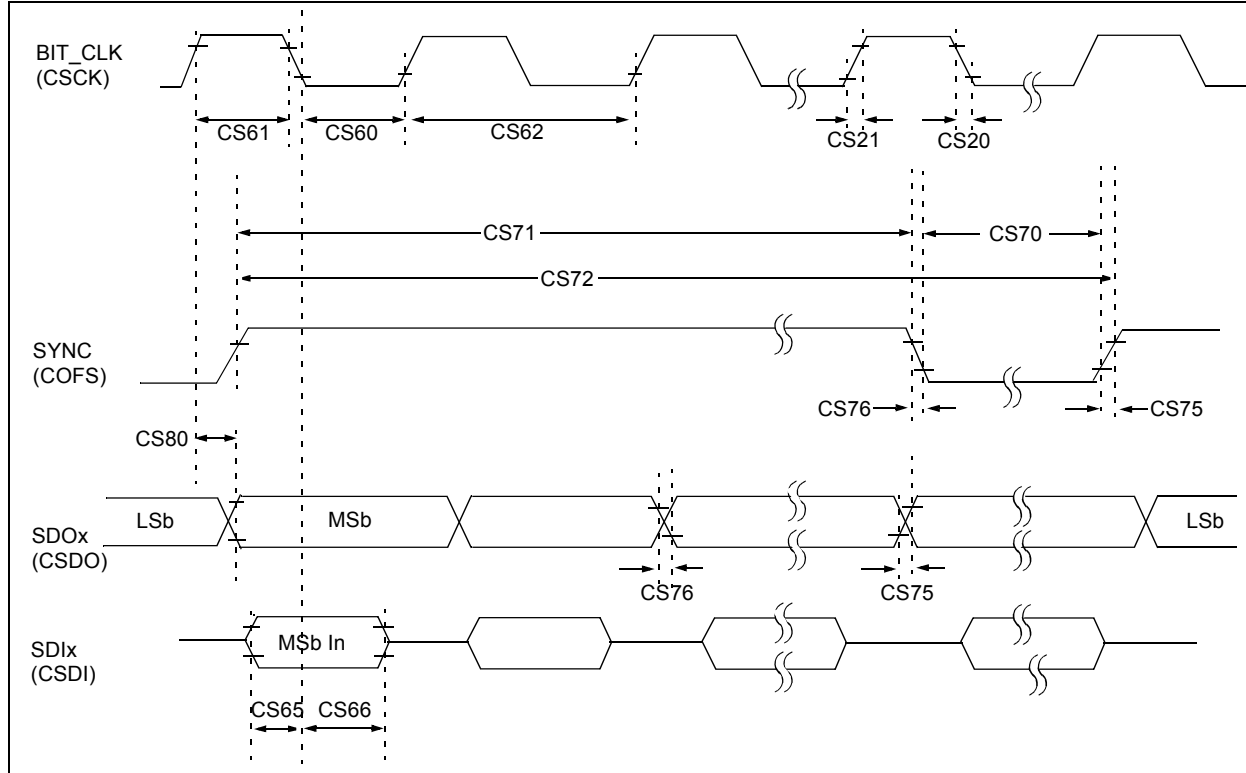 BIT_CLK
(CSCK)
CS61
CS60
CS62
CS21
CS20
CS71
CS70
CS72
SYNC
(COFS)
CS76
CS75
CS80
SDOx
(CSDO)
LSb
MSb
LSb
CS76
CS75
SDIx
(CSDI)
MSb In
CS65
CS66